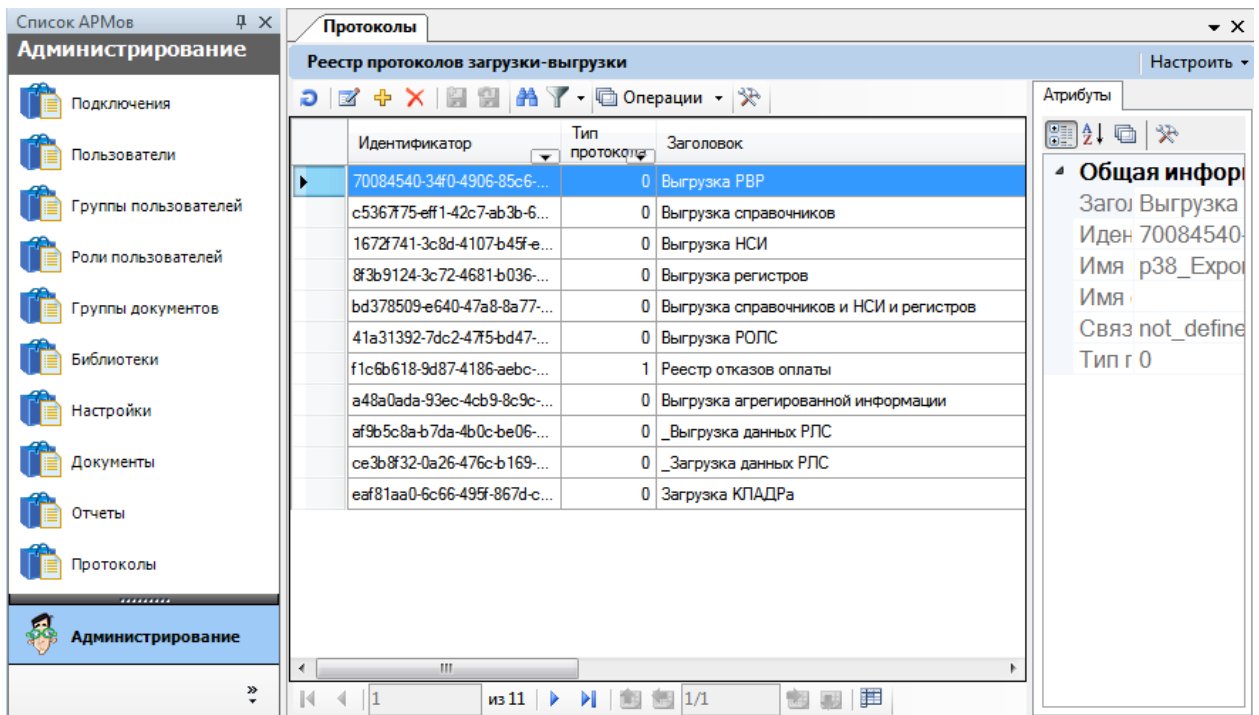 Список АРМов
Администрирование
Подключения
Пользователи
Группы пользователей
Роли пользователей
Группы документов
Библиотеки
Настройки
Документы
Отчеты
Протоколы
Администрирование
Протоколы
Реестр протоколов загрузки-выгрузки
Настроить
Операции
Идентификатор Тип протокола Заголовок
70084540-34f0-4906-85c6-... 0 Выгрузка РВР
c5367f75-eff1-42c7-ab3b-6... 0 Выгрузка справочников
1672f741-3c8d-4107-b45f-e... 0 Выгрузка НСИ
8f3b9124-3c72-4681-b036-... 0 Выгрузка регистров
bd378509-e640-47a8-8a77-... 0 Выгрузка справочников и НСИ и регистров
41a31392-7dc2-47f5-bd47-... 0 Выгрузка РОЛС
f1c6b618-9d87-4186-aebc-... 1 Реестр отказов оплаты
a48a0ada-93ec-4cb9-8c9c-... 0 Выгрузка агрегированной информации
af9b5c8a-b7da-4b0c-be06-... 0 _Выгрузка данных РЛС
ce3b8f32-0a26-476c-b169-... 0 _Загрузка данных РЛС
eaf81aa0-6c66-495f-867d-c... 0 Загрузка КЛАДРа
1 из 11 1/1
Атрибуты
Общая инфор
Заго Выгрузка
Иден 70084540-
Имя p38_Expo
Имя
Связ not_define
Тип г 0